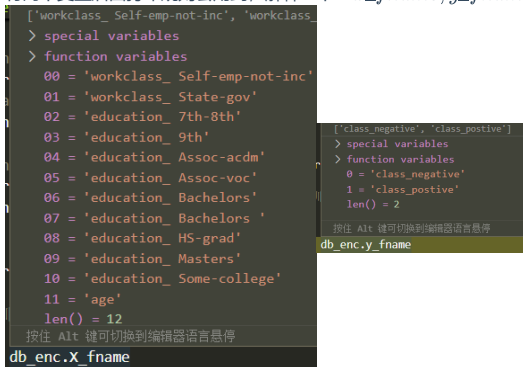 ['workclass_ Self-emp-not-inc', 'workclass_
> special variables
> function variables
00 = 'workclass_ Self-emp-not-inc'
01 = 'workclass_ State-gov'
02 = 'education_ 7th-8th'
03 = 'education_ 9th'
04 = 'education_ Assoc-acdm'
05 = 'education_ Assoc-voc'
06 = 'education_ Bachelors'
07 = 'education_ Bachelors '
08 = 'education_ HS-grad'
09 = 'education_ Masters'
10 = 'education_ Some-college'
11 = 'age'
len() = 12
按住 Alt 键可切换到编辑器语言悬停
db_enc.X_fname
['class_negative', 'class_postive']
> special variables
> function variables
0 = 'class_negative'
1 = 'class_postive'
len() = 2
按住 Alt 键可切换到编辑器语言悬停
db_enc.y_fname